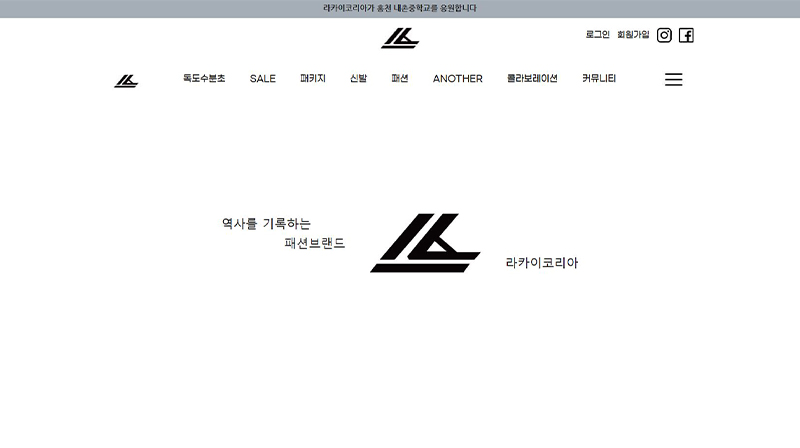 라카이코리아가 홍천 내촌중학교를 응원합니다
로그인 회원가입
독도수분초 SALE 패키지 신발 패션 ANOTHER 콜라보레이션 커뮤니티
역사를 기록하는
패션브랜드
라카이코리아